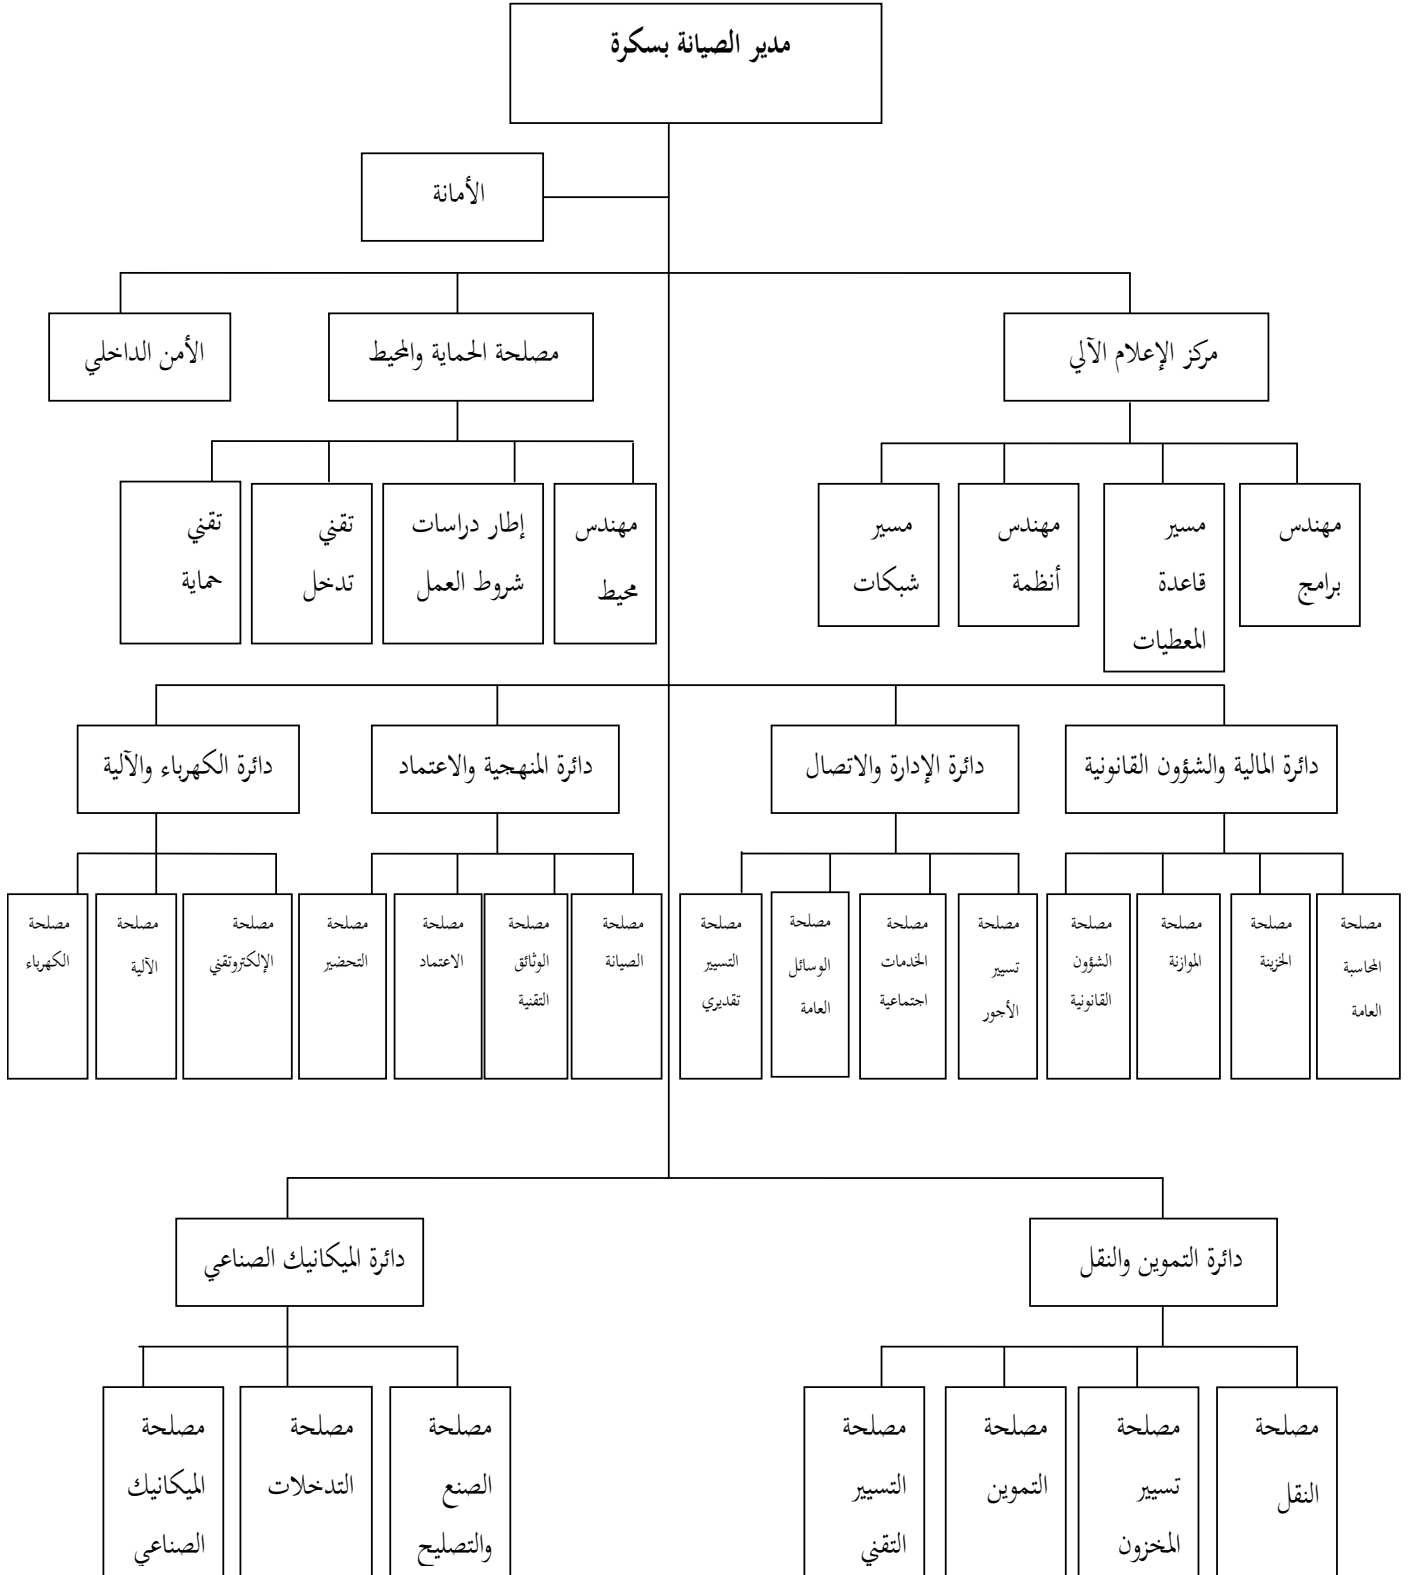 مدير الصيانة بسكرة
الأمانة
مركز الإعلام الآلي
مصلحة الحماية والمحيط
الأمن الداخلي
مهندس
برامج
مسير
قاعدة
المعطيات
مهندس
أنظمة
مسير
شبكات
مهندس
محيط
إطار دراسات
شروط العمل
تقني
تدخل
تقني
حماية
دائرة المالية والشؤون القانونية
دائرة الإدارة والاتصال
دائرة المنهجية والاعتماد
دائرة الكهرباء والآلية
مصلحة
المحاسبة
العامة
مصلحة
الخزينة
مصلحة
الموازنة
مصلحة
الشؤون
القانونية
مصلحة
تسيير
الأجور
مصلحة
الخدمات
اجتماعية
مصلحة
الوسائل
العامة
مصلحة
التسيير
تقديري
مصلحة
الصيانة
مصلحة
الوثائق
التقنية
مصلحة
الاعتماد
مصلحة
التحضير
مصلحة
الإلكتروتقني
مصلحة
الآلية
مصلحة
الكهرباء
دائرة التموين والنقل
دائرة الميكانيك الصناعي
مصلحة
النقل
مصلحة
تسيير
المخزون
مصلحة
التموين
مصلحة
التسيير
التقني
مصلحة
الصنع
والتصليح
مصلحة
التدخلات
مصلحة
الميكانيك
الصناعي